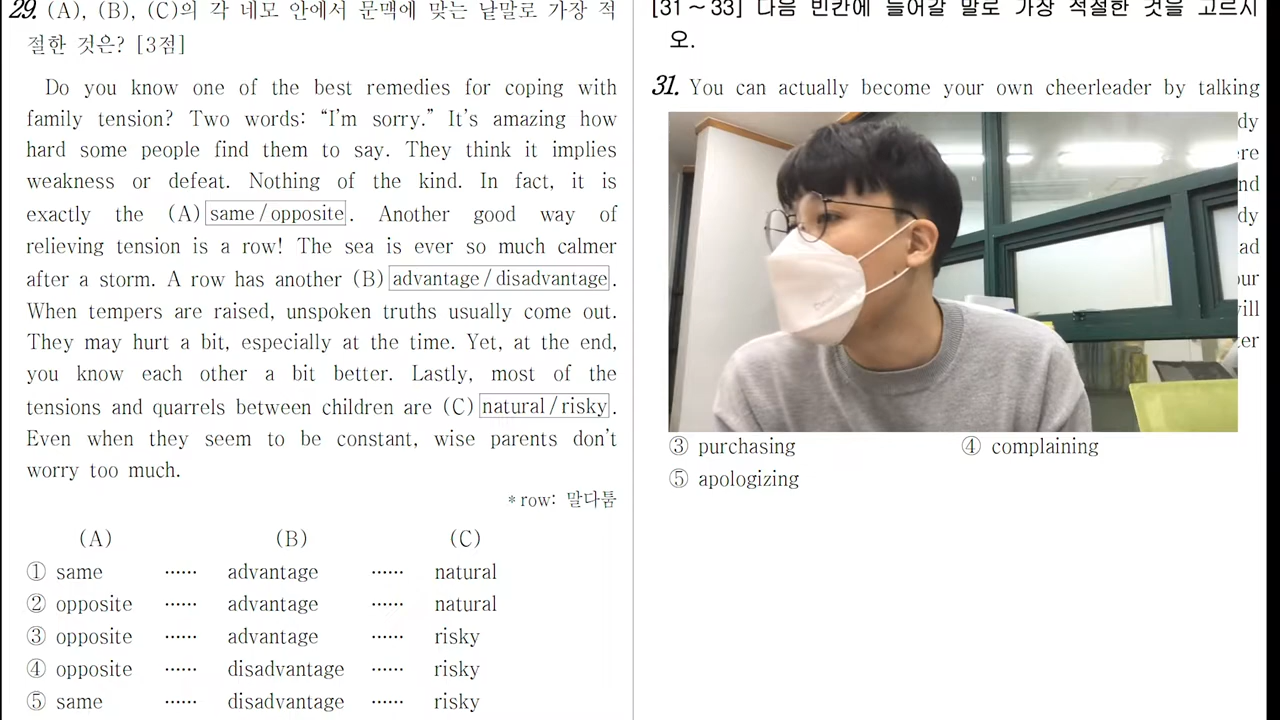 29. (A), (B), (C)의 각 네모 안에서 문맥에 맞는 낱말로 가장 적
절한 것은? [3점]
Do you know one of the best remedies for coping with
family tension? Two words: “I’m sorry.” It’s amazing how
hard some people find them to say. They think it implies
weakness or defeat. Nothing of the kind. In fact, it is
exactly the (A) same / opposite . Another good way of
relieving tension is a row! The sea is ever so much calmer
after a storm. A row has another (B) advantage / disadvantage .
When tempers are raised, unspoken truths usually come out.
They may hurt a bit, especially at the time. Yet, at the end,
you know each other a bit better. Lastly, most of the
tensions and quarrels between children are (C) natural / risky .
Even when they seem to be constant, wise parents don’t
worry too much.
* row: 말다툼
(A) (B) (C)
① same ...... advantage ...... natural
② opposite ...... advantage ...... natural
③ opposite ...... advantage ...... risky
④ opposite ...... disadvantage ...... risky
⑤ same ...... disadvantage ...... risky
[31 ~ 33] 다음 빈칸에 들어갈 말로 가장 적절한 것을 고르시
오.
31. You can actually become your own cheerleader by talking
③ purchasing ④ complaining
⑤ apologizing